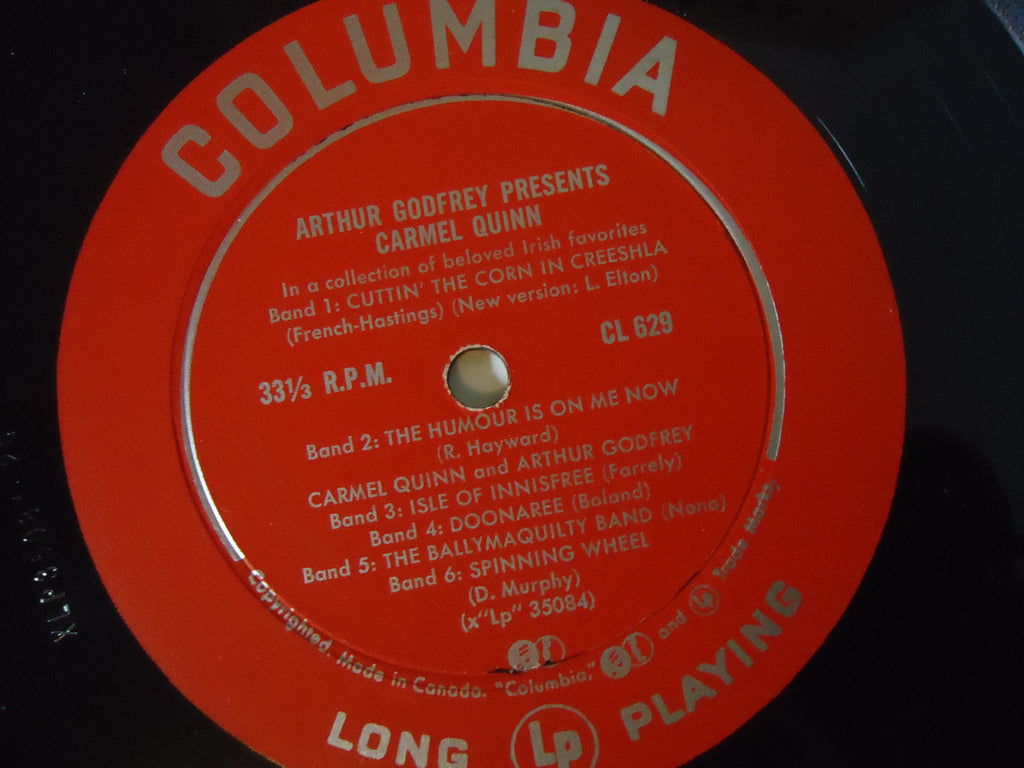 COLUMBIA
ARTHUR GODFREY PRESENTS
CARMEL QUINN
In a collection of beloved Irish favorites
Band 1: CUTTIN' THE CORN IN CREESHLA
(French-Hastings) (New version: L. Elton)
CL 629
33⅓ R.P.M.
Band 2: THE HUMOUR IS ON ME NOW
(R. Hayward)
CARMEL QUINN and ARTHUR GODFREY
Band 3: ISLE OF INNISFREE (Farrely)
Band 4: DOONAREE (Boland)
Band 5: THE BALLYMAQUILTY BAND (Nono)
Band 6: SPINNING WHEEL
(D. Murphy)
(x"Lp" 35084)
Copyrighted. Made in Canada. "Columbia," and Lp Trade Marks
LONG Lp PLAYING